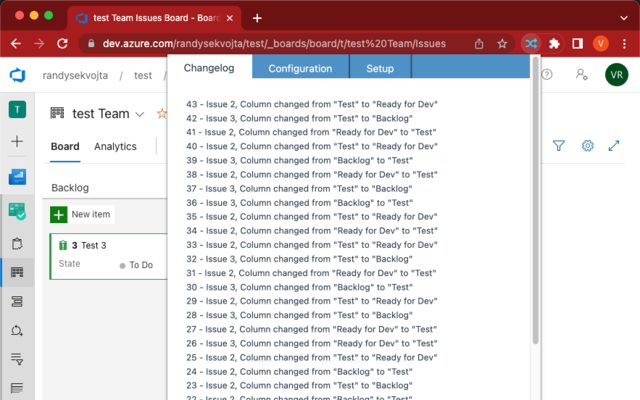 test Team Issues Board - Boar
dev.azure.com/randysekvojta/test/_boards/board/t/test%20Team/Issues
V
randysekvojta / test /
VR
Changelog Configuration Setup
T
test Team
Board Analytics
Backlog
New item
3 Test 3
State To Do
43 - Issue 2, Column changed from "Test" to "Ready for Dev"
42 - Issue 3, Column changed from "Test" to "Backlog"
41 - Issue 2, Column changed from "Ready for Dev" to "Test"
40 - Issue 2, Column changed from "Test" to "Ready for Dev"
39 - Issue 3, Column changed from "Backlog" to "Test"
38 - Issue 2, Column changed from "Ready for Dev" to "Test"
37 - Issue 3, Column changed from "Test" to "Backlog"
36 - Issue 3, Column changed from "Backlog" to "Test"
35 - Issue 2, Column changed from "Test" to "Ready for Dev"
34 - Issue 2, Column changed from "Ready for Dev" to "Test"
33 - Issue 2, Column changed from "Test" to "Ready for Dev"
32 - Issue 3, Column changed from "Test" to "Backlog"
31 - Issue 2, Column changed from "Ready for Dev" to "Test"
30 - Issue 3, Column changed from "Backlog" to "Test"
29 - Issue 2, Column changed from "Test" to "Ready for Dev"
28 - Issue 3, Column changed from "Test" to "Backlog"
27 - Issue 2, Column changed from "Ready for Dev" to "Test"
26 - Issue 3, Column changed from "Ready for Dev" to "Test"
25 - Issue 2, Column changed from "Test" to "Ready for Dev"
24 - Issue 2, Column changed from "Backlog" to "Test"
23 - Issue 2, Column changed from "Test" to "Backlog"
22 - Issue 3, Column changed from "Backlog" to "Test"